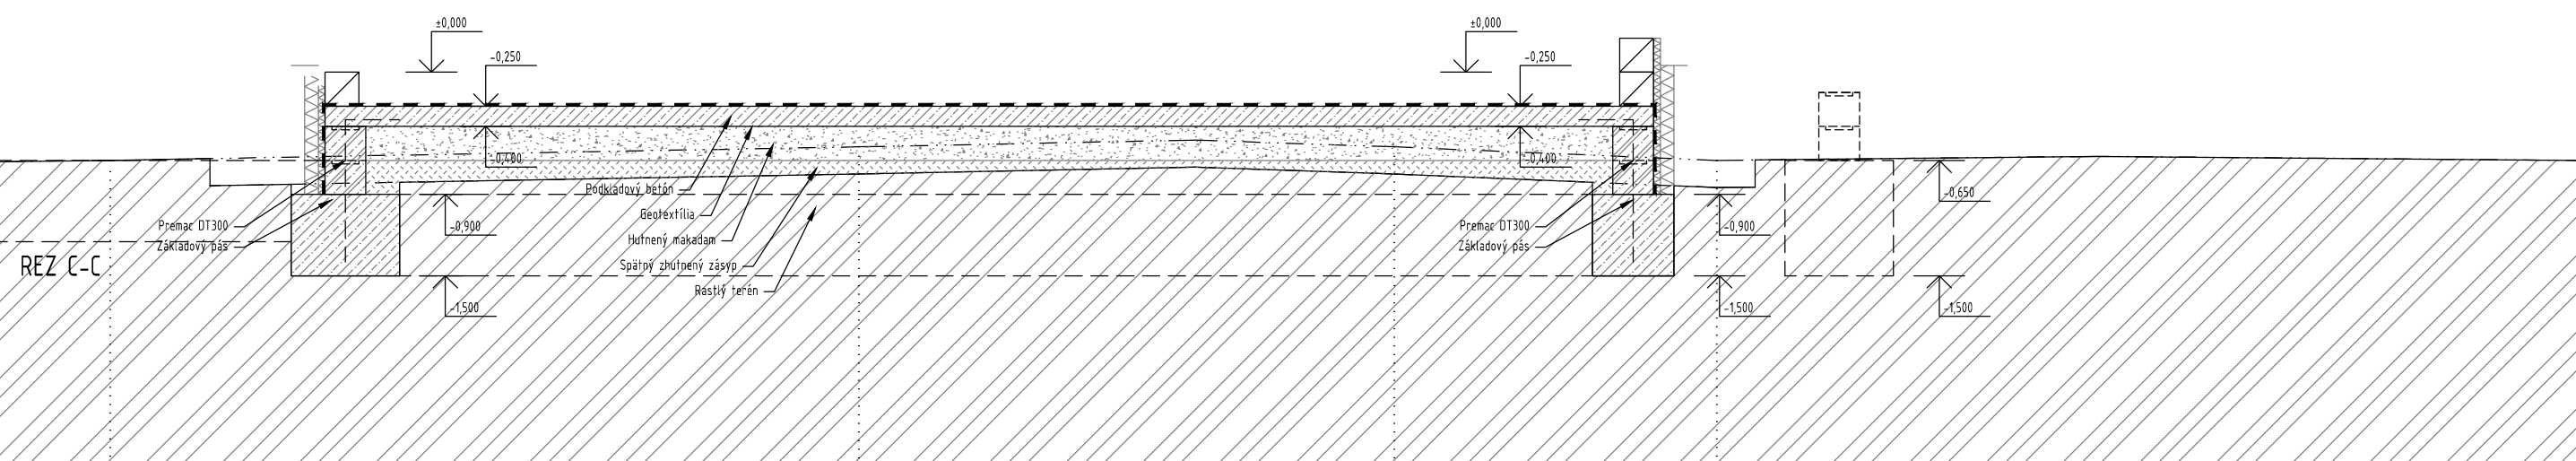 ±0,000
±0,000
-0,250
-0,250
-0,400
-0,400
Podkladový betón
-0,650
Geotextília
Premac DT300
-0,900
Premac DT300
-0,900
Hutnený makadam
Základový pás
Základový pás
REZ C-C
Spätný zhutnený zásyp
Rastlý terén
-1,500
-1,500
-1,500